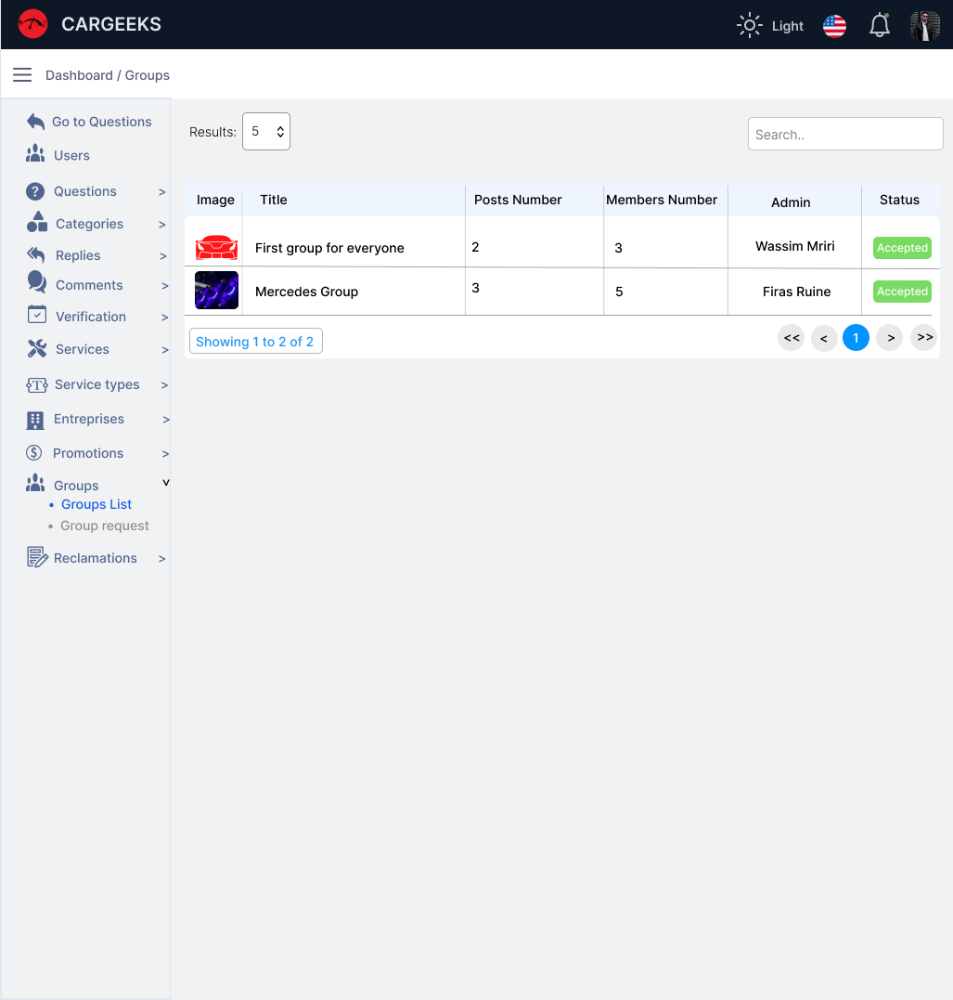 CARGEEKS
Light
Dashboard / Groups
Go to Questions
Users
Questions >
Categories >
Replies >
Comments >
Verification >
Services >
Service types >
Entreprises >
Promotions >
Groups v
• Groups List
• Group request
Reclamations >
Results: 5
Search..
Image Title Posts Number Members Number Admin Status
First group for everyone 2 3 Wassim Mriri Accepted
Mercedes Group 3 5 Firas Ruine Accepted
Showing 1 to 2 of 2 << < 1 > >>